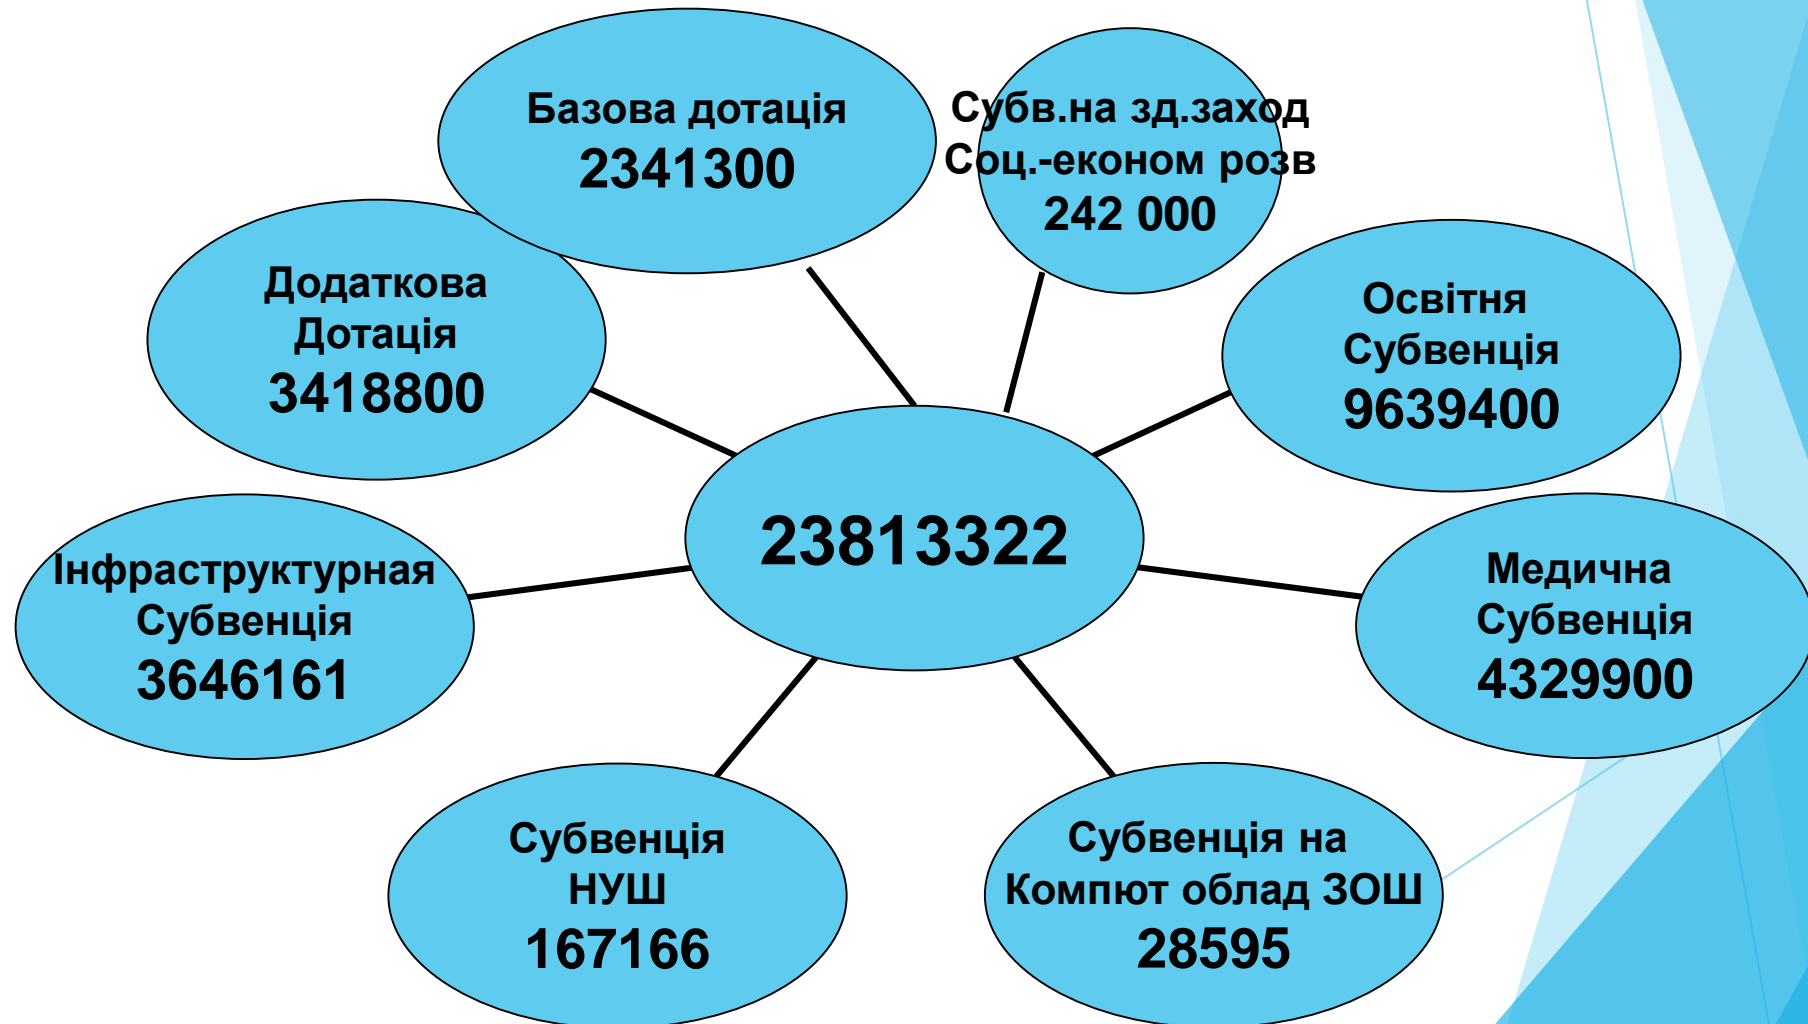 Базова дотація
2341300
Субв.на зд.заход
Соц.-економ розв
242 000
Додаткова
Дотація
3418800
Освітня
Субвенція
9639400
23813322
Інфраструктурная
Субвенція
3646161
Медична
Субвенція
4329900
Субвенція
НУШ
167166
Субвенція на
Компют облад ЗОШ
28595